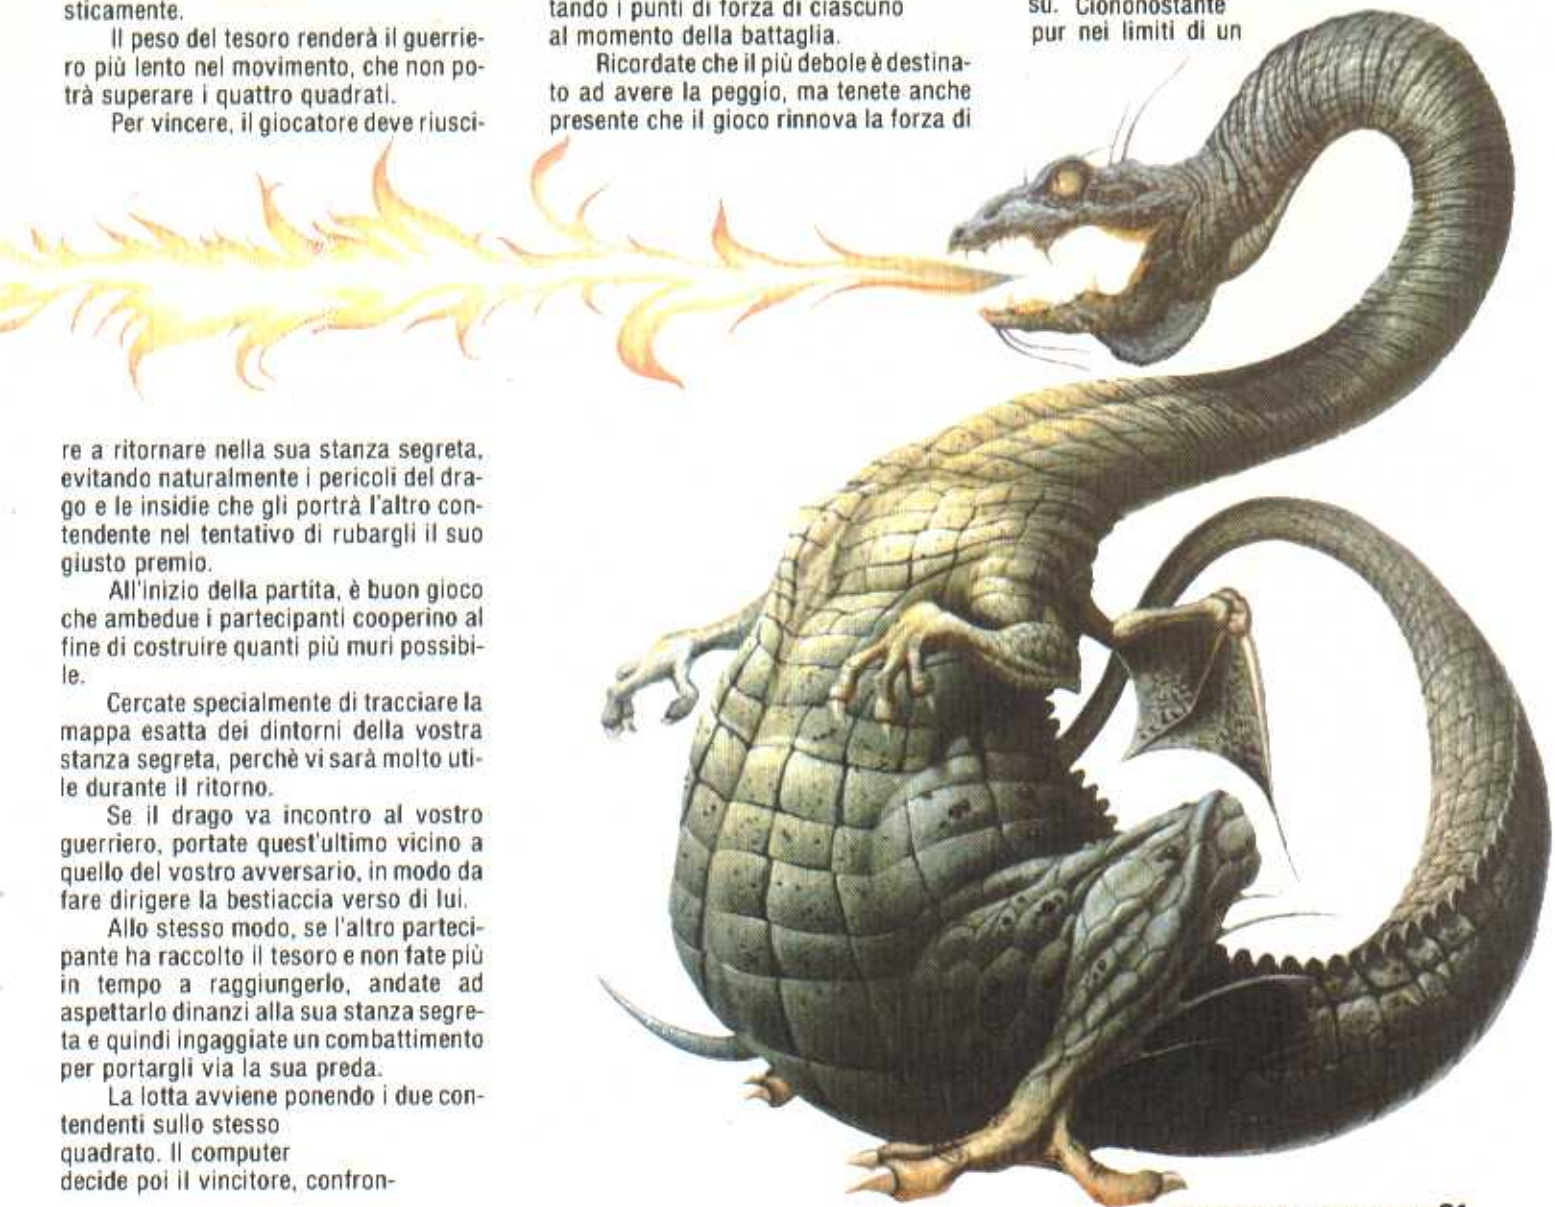 sticamente.
Il peso del tesoro renderà il guerrie-
ro più lento nel movimento, che non po-
trà superare i quattro quadrati.
Per vincere, il giocatore deve riusci-
re a ritornare nella sua stanza segreta,
evitando naturalmente i pericoli del dra-
go e le insidie che gli portrà l'altro con-
tendente nel tentativo di rubargli il suo
giusto premio.
All'inizio della partita, è buon gioco
che ambedue i partecipanti cooperino al
fine di costruire quanti più muri possibi-
le.
Cercate specialmente di tracciare la
mappa esatta dei dintorni della vostra
stanza segreta, perchè vi sarà molto uti-
le durante il ritorno.
Se il drago va incontro al vostro
guerriero, portate quest'ultimo vicino a
quello del vostro avversario, in modo da
fare dirigere la bestiaccia verso di lui.
Allo stesso modo, se l'altro parteci-
pante ha raccolto il tesoro e non fate più
in tempo a raggiungerlo, andate ad
aspettarlo dinanzi alla sua stanza segre-
ta e quindi ingaggiate un combattimento
per portargli via la sua preda.
La lotta avviene ponendo i due con-
tendenti sullo stesso
quadrato. Il computer
decide poi il vincitore, confron-
tando i punti di forza di ciascuno
al momento della battaglia.
Ricordate che il più debole è destina-
to ad avere la peggio, ma tenete anche
presente che il gioco rinnova la forza di
su. Ciononostante
pur nei limiti di un